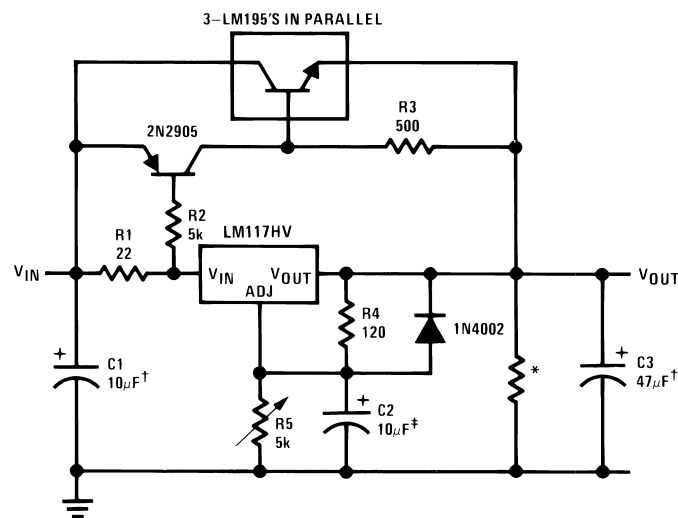 3–LM195'S IN PARALLEL
2N2905
R3
500
R2
5k
LM117HV
R1
22
VIN
VIN
VOUT
ADJ
VOUT
R4
120
1N4002
+
C1
10μF†
*
+
C3
47μF†
R5
5k
+
C2
10μF‡